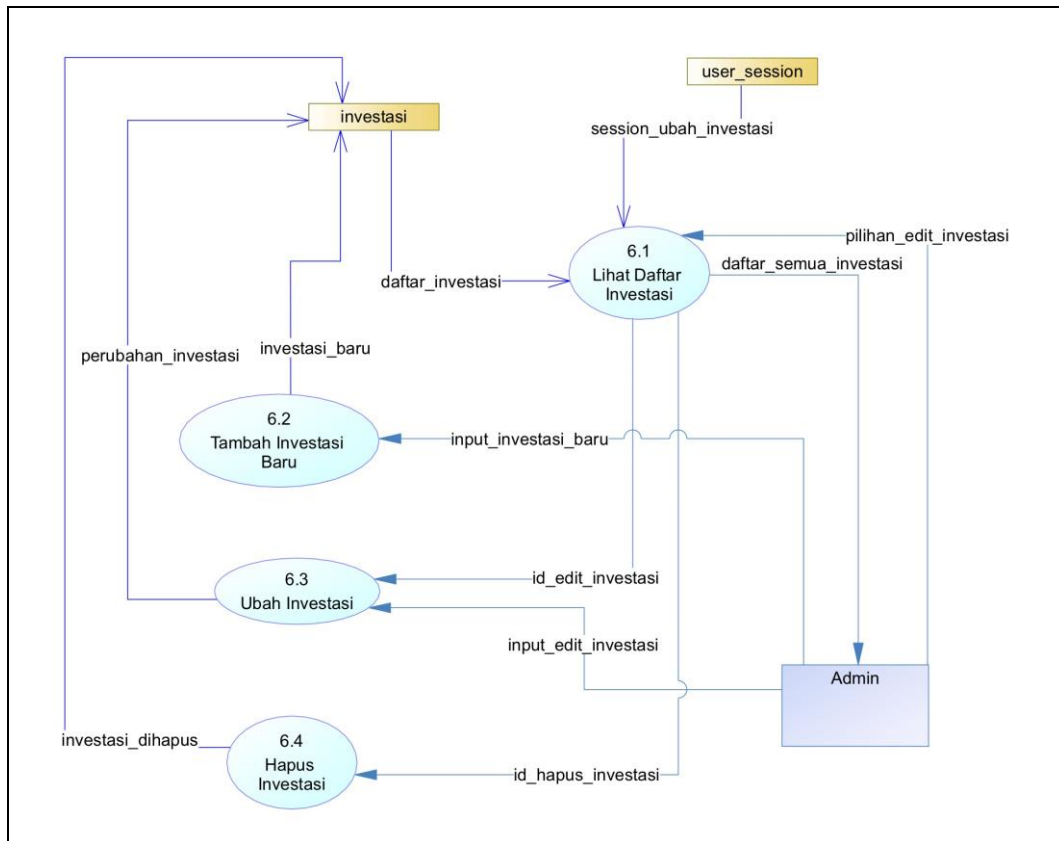 user_session
investasi
session_ubah_investasi
pilihan_edit_investasi
6.1
Lihat Daftar
Investasi
daftar_semua_investasi
daftar_investasi
perubahan_investasi
investasi_baru
6.2
Tambah Investasi
Baru
input_investasi_baru
6.3
Ubah Investasi
id_edit_investasi
input_edit_investasi
Admin
investasi_dihapus
6.4
Hapus
Investasi
id_hapus_investasi